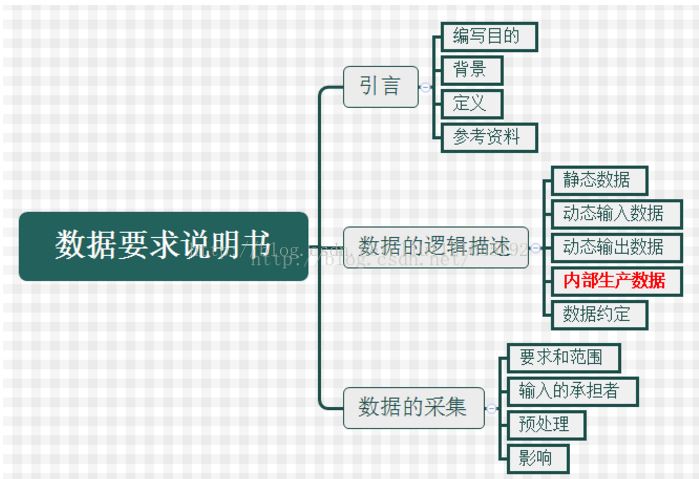 数据要求说明书
引言
编写目的
背景
定义
参考资料
数据的逻辑描述
静态数据
动态输入数据
动态输出数据
内部生产数据
数据约定
数据的采集
要求和范围
输入的承担者
预处理
影响
http://blog.csdn.net/